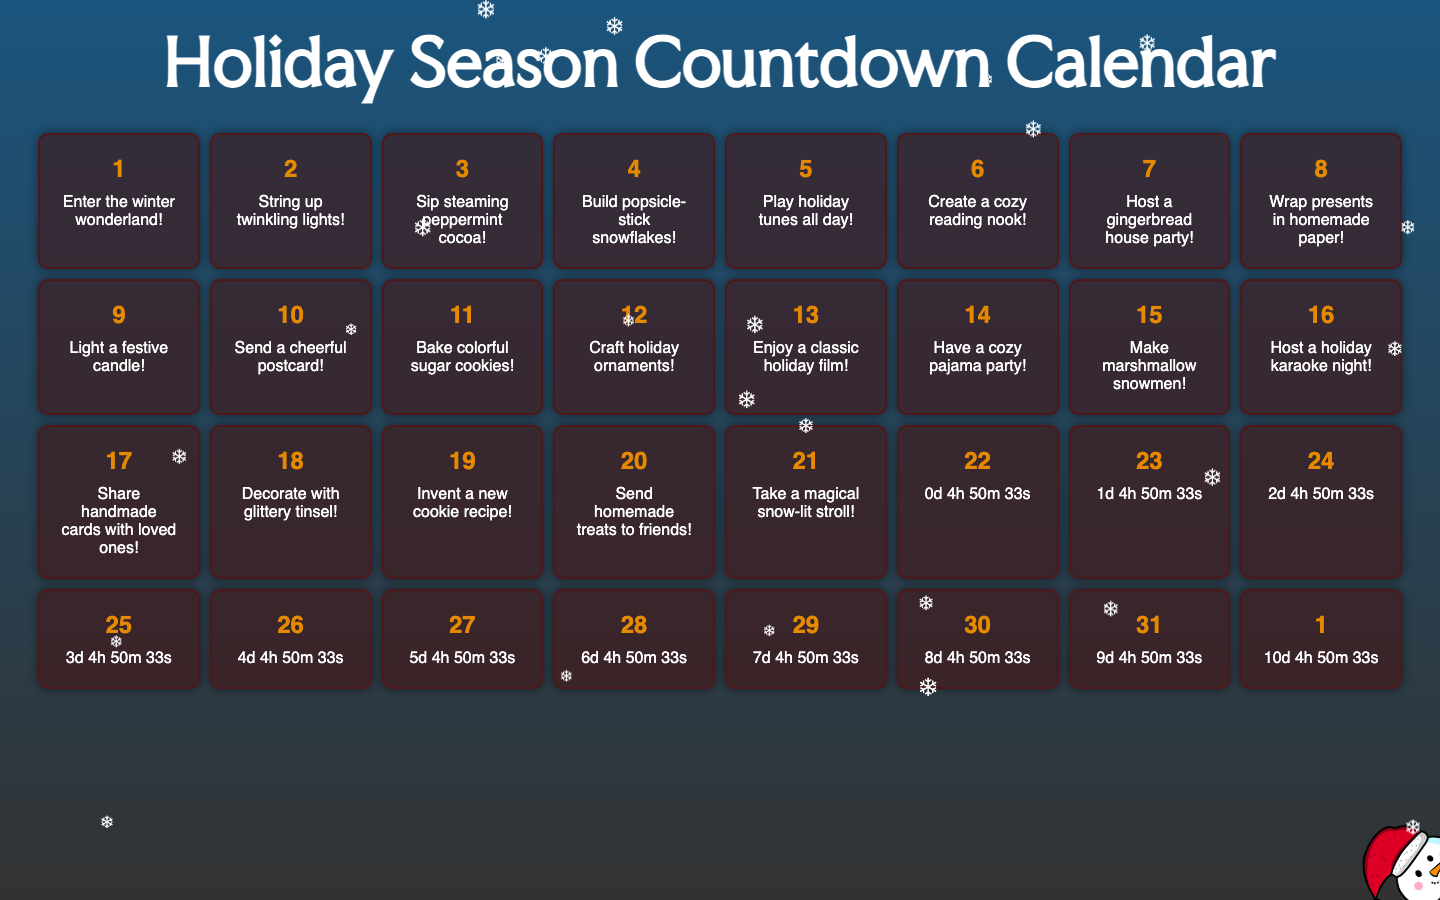 Holiday Season Countdown Calendar
1
Enter the winter
wonderland!
2
String up
twinkling lights!
3
Sip steaming
peppermint
cocoa!
4
Build popsicle-
stick
snowflakes!
5
Play holiday
tunes all day!
6
Create a cozy
reading nook!
7
Host a
gingerbread
house party!
8
Wrap presents
in homemade
paper!
9
Light a festive
candle!
10
Send a cheerful
postcard!
11
Bake colorful
sugar cookies!
12
Craft holiday
ornaments!
13
Enjoy a classic
holiday film!
14
Have a cozy
pajama party!
15
Make
marshmallow
snowmen!
16
Host a holiday
karaoke night!
17
Share
handmade
cards with loved
ones!
18
Decorate with
glittery tinsel!
19
Invent a new
cookie recipe!
20
Send
homemade
treats to friends!
21
Take a magical
snow-lit stroll!
22
0d 4h 50m 33s
23
1d 4h 50m 33s
24
2d 4h 50m 33s
25
3d 4h 50m 33s
26
4d 4h 50m 33s
27
5d 4h 50m 33s
28
6d 4h 50m 33s
29
7d 4h 50m 33s
30
8d 4h 50m 33s
31
9d 4h 50m 33s
1
10d 4h 50m 33s